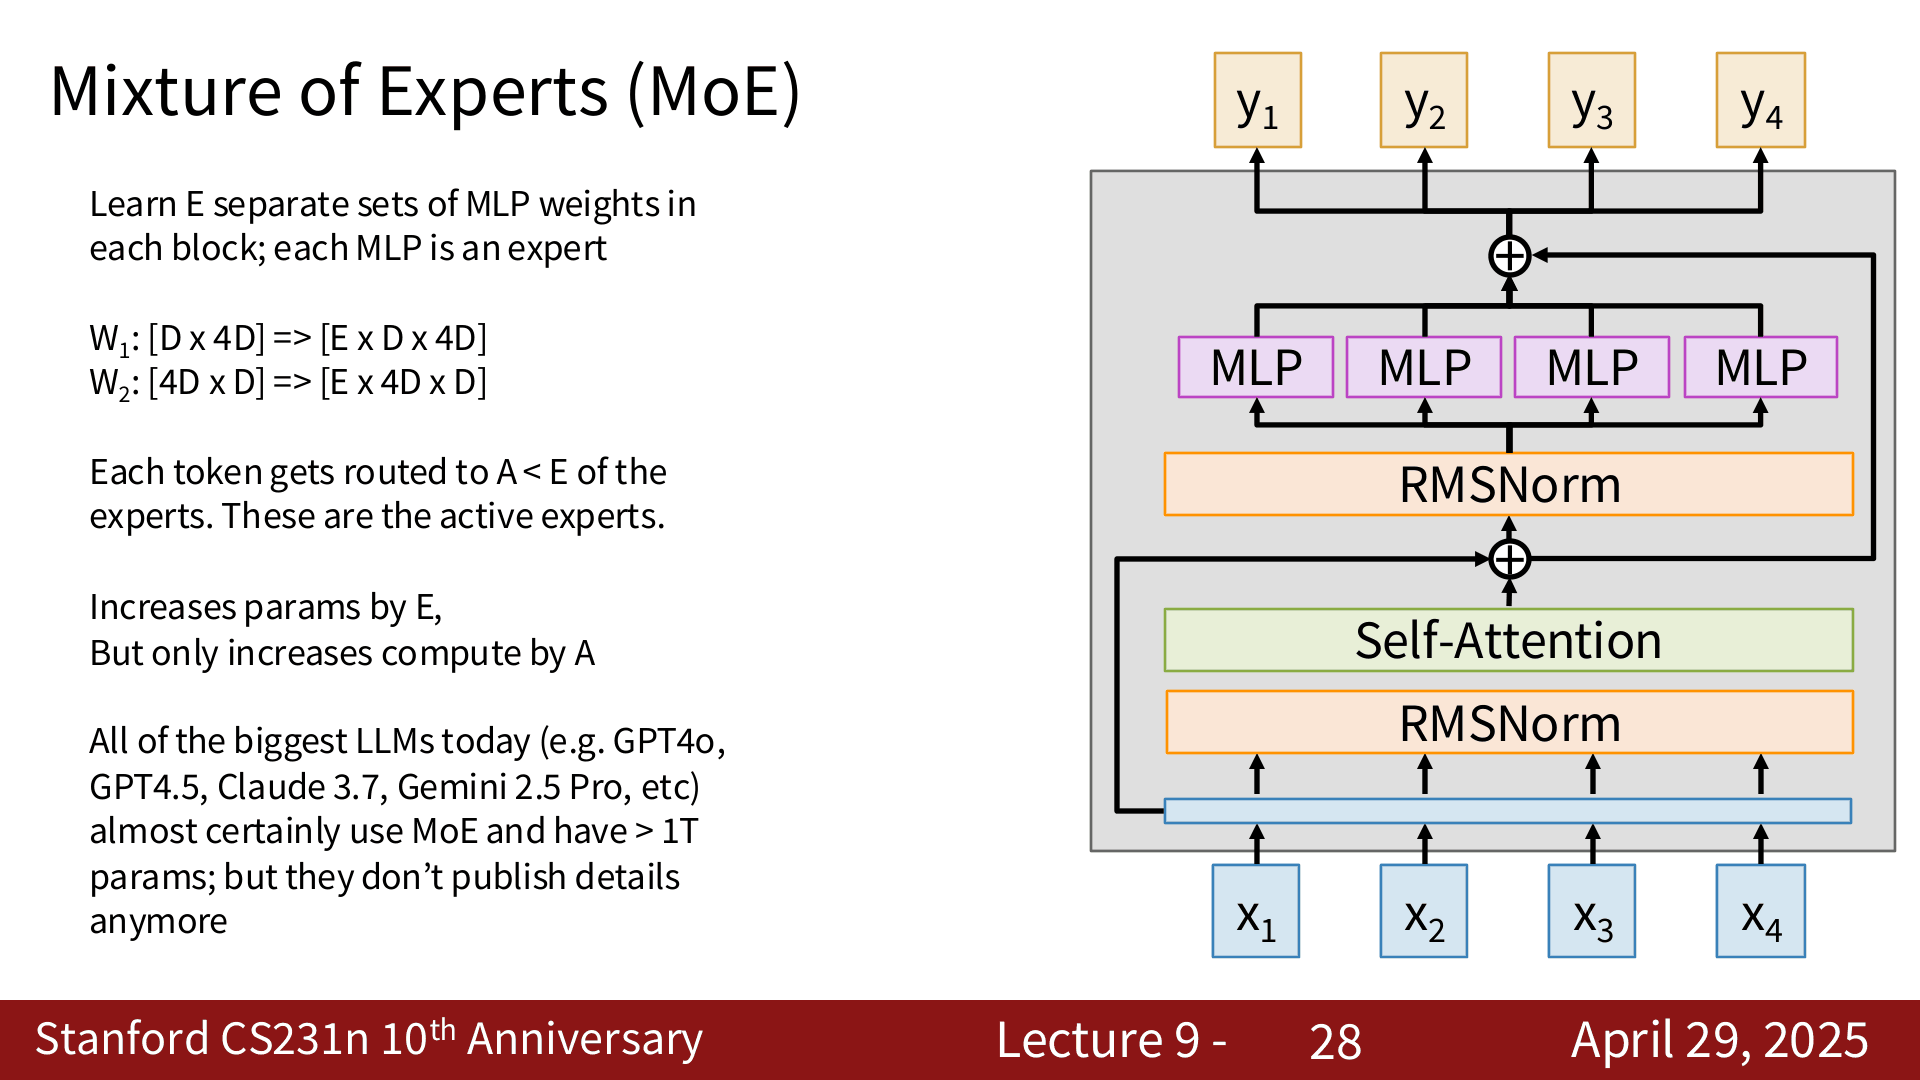 Mixture of Experts (MoE)
Learn E separate sets of MLP weights in
each block; each MLP is an expert
W₁: [D x 4D] => [E x D x 4D]
W₂: [4D x D] => [E x 4D x D]
Each token gets routed to A < E of the
experts. These are the active experts.
Increases params by E,
But only increases compute by A
All of the biggest LLMs today (e.g. GPT4o,
GPT4.5, Claude 3.7, Gemini 2.5 Pro, etc)
almost certainly use MoE and have > 1T
params; but they don’t publish details
anymore
y₁ y₂ y₃ y₄
MLP MLP MLP MLP
RMSNorm
Self-Attention
RMSNorm
x₁ x₂ x₃ x₄
Stanford CS231n 10th Anniversary Lecture 9 - 28 April 29, 2025